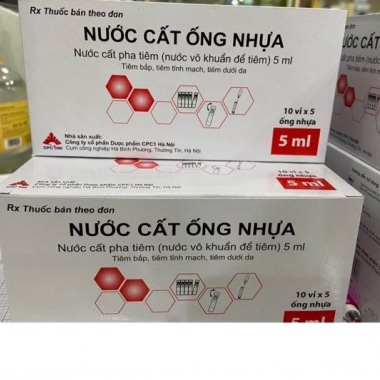 Rx Thuốc bán theo đơn
NƯỚC CẤT ỐNG NHỰA
Nước cất pha tiêm (nước vô khuẩn để tiêm) 5 ml
Tiêm bắp, tiêm tĩnh mạch, tiêm dưới da
10 vỉ x 5
ống nhựa
5 ml
Nhà sản xuất:
Công ty cổ phần Dược phẩm CPC1 Hà Nội
Cụm công nghiệp Hà Bình Phương, Thường Tín, Hà Nội
Rx Thuốc bán theo đơn
NƯỚC CẤT ỐNG NHỰA
Nước cất pha tiêm (nước vô khuẩn để tiêm) 5 ml
Tiêm bắp, tiêm tĩnh mạch, tiêm dưới da
10 vỉ x 5
ống nhựa
5 ml